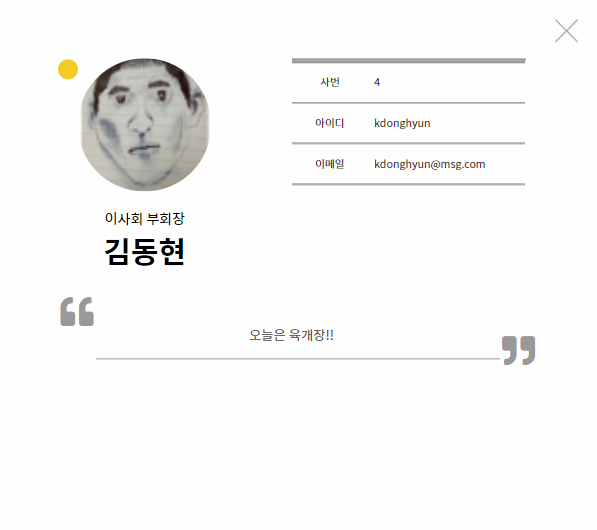 사번 4
아이디 kdonghyun
이메일 kdonghyun@msg.com
이사회 부회장
김동현
“
오늘은 육개장!!
”